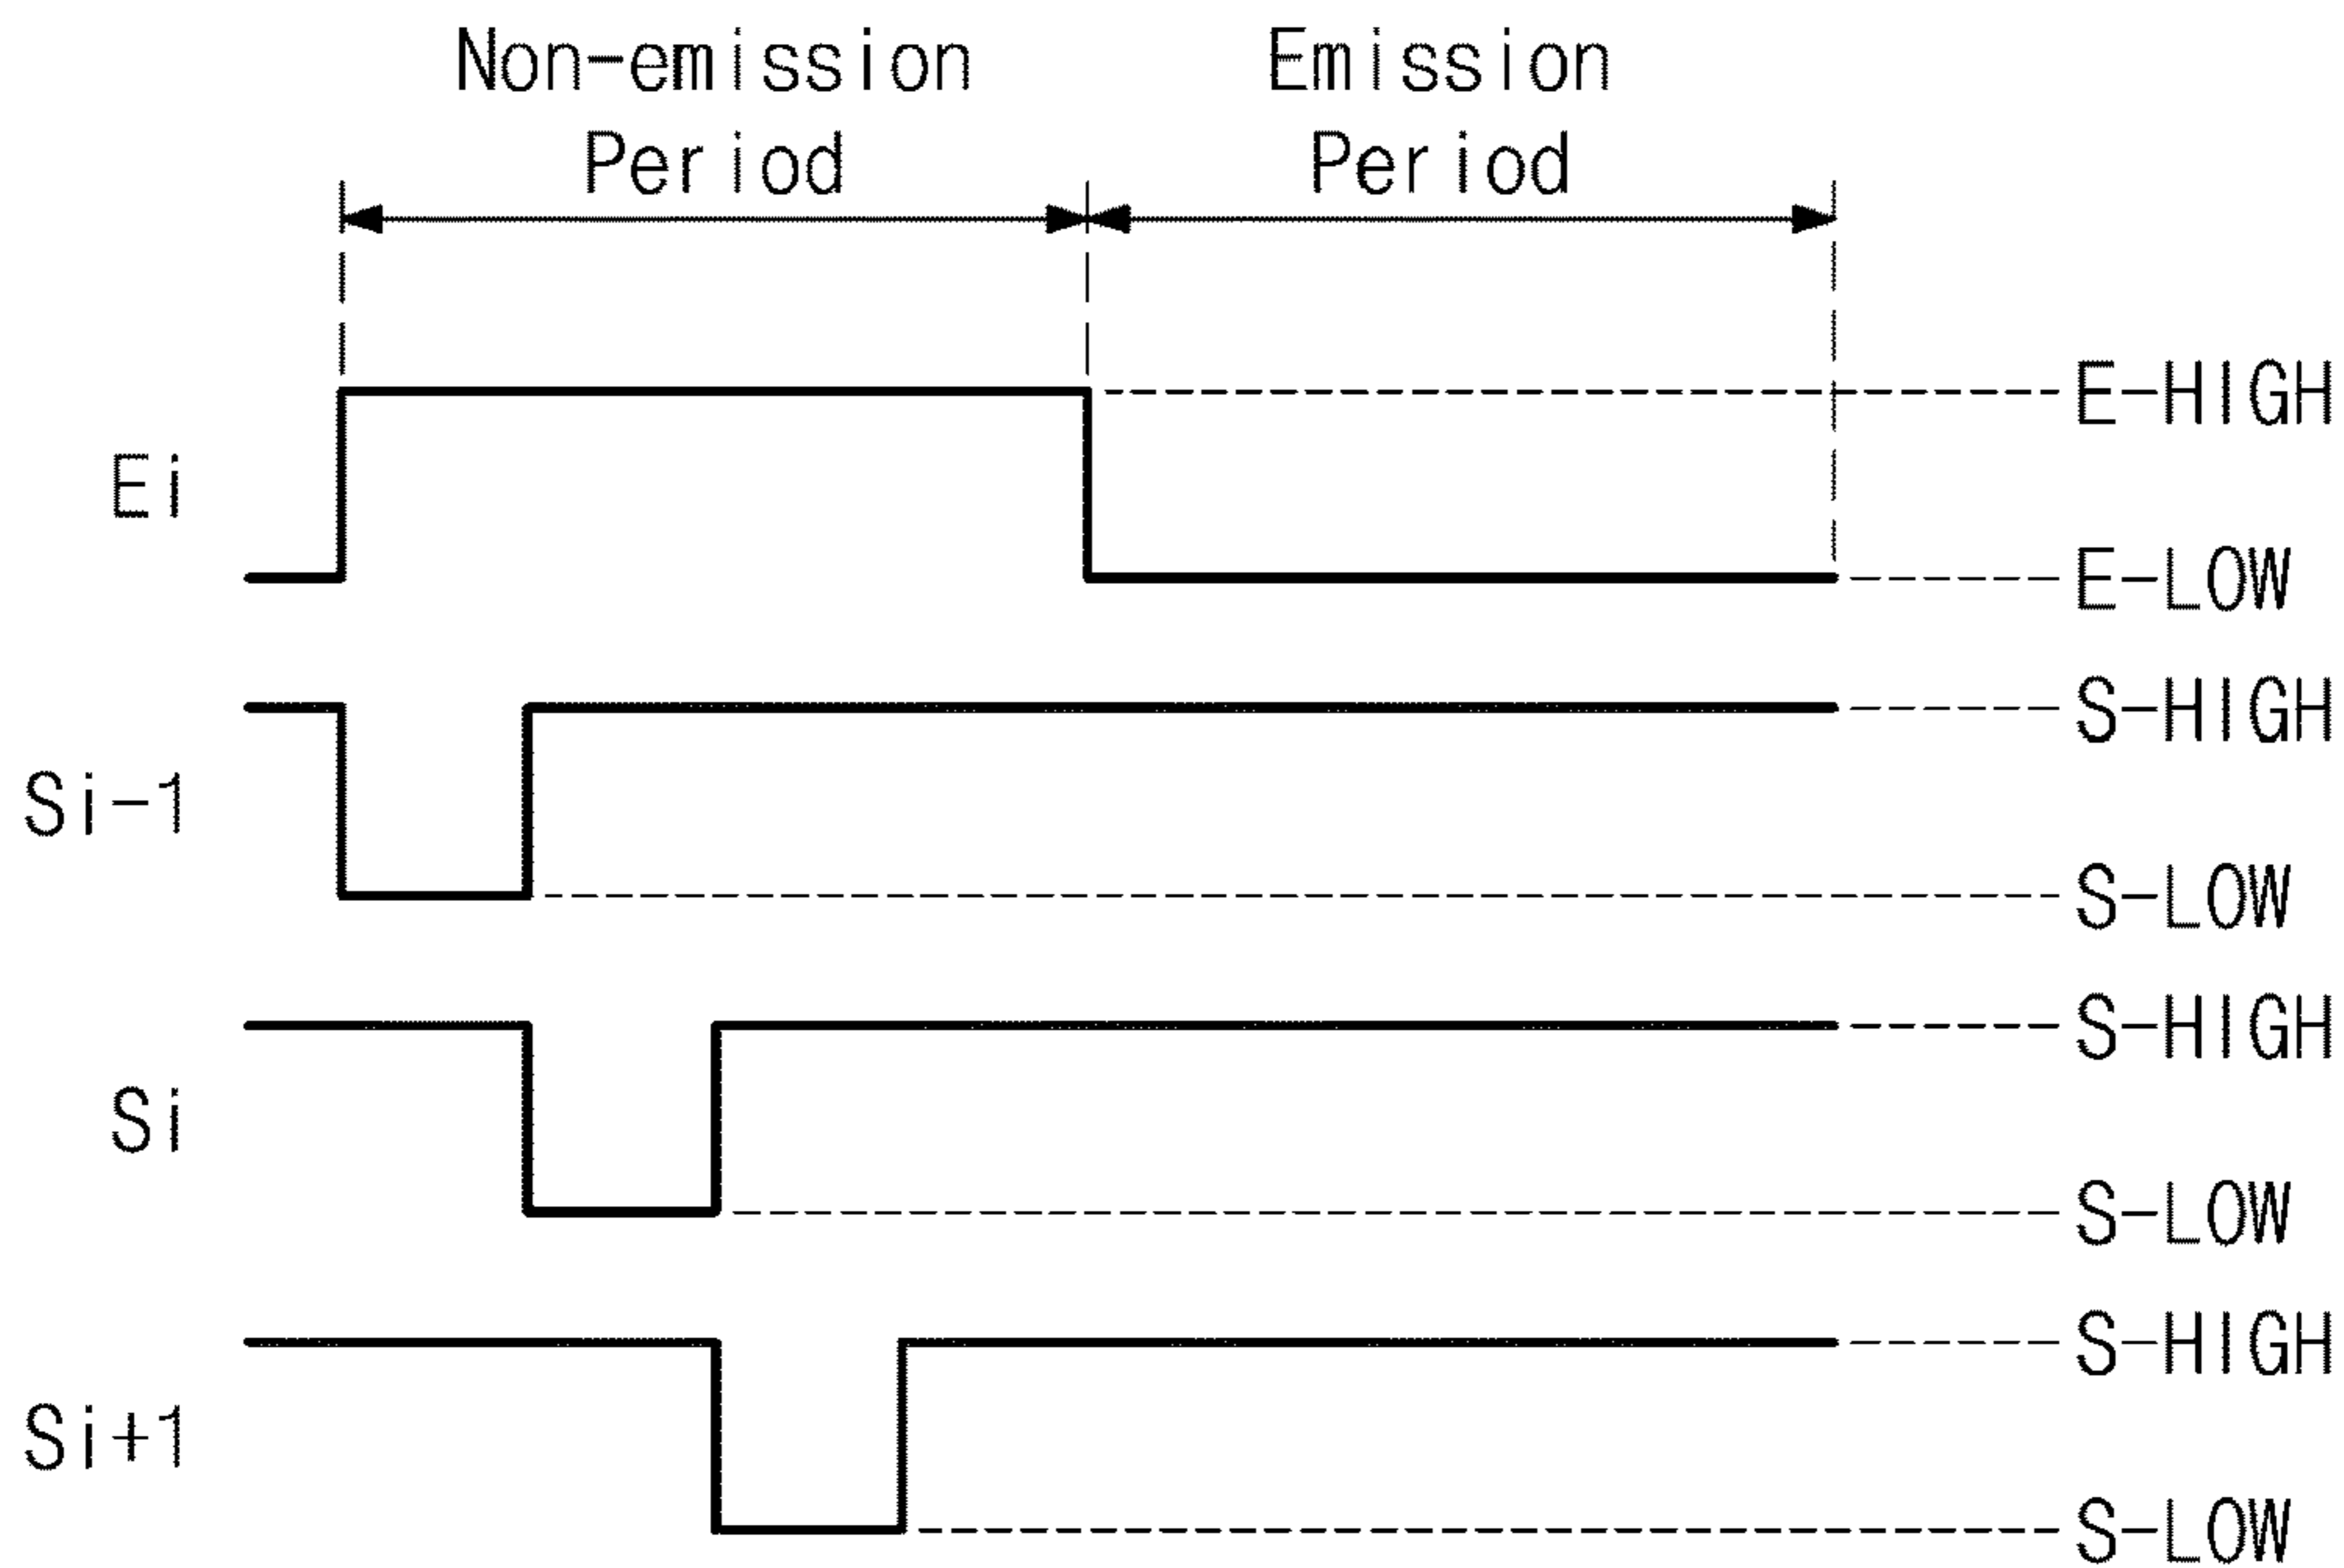 Non-emission Period
Emission Period
E-HIGH
Ei
E-LOW
S-HIGH
Si-1
S-LOW
S-HIGH
Si
S-LOW
S-HIGH
Si+1
S-LOW